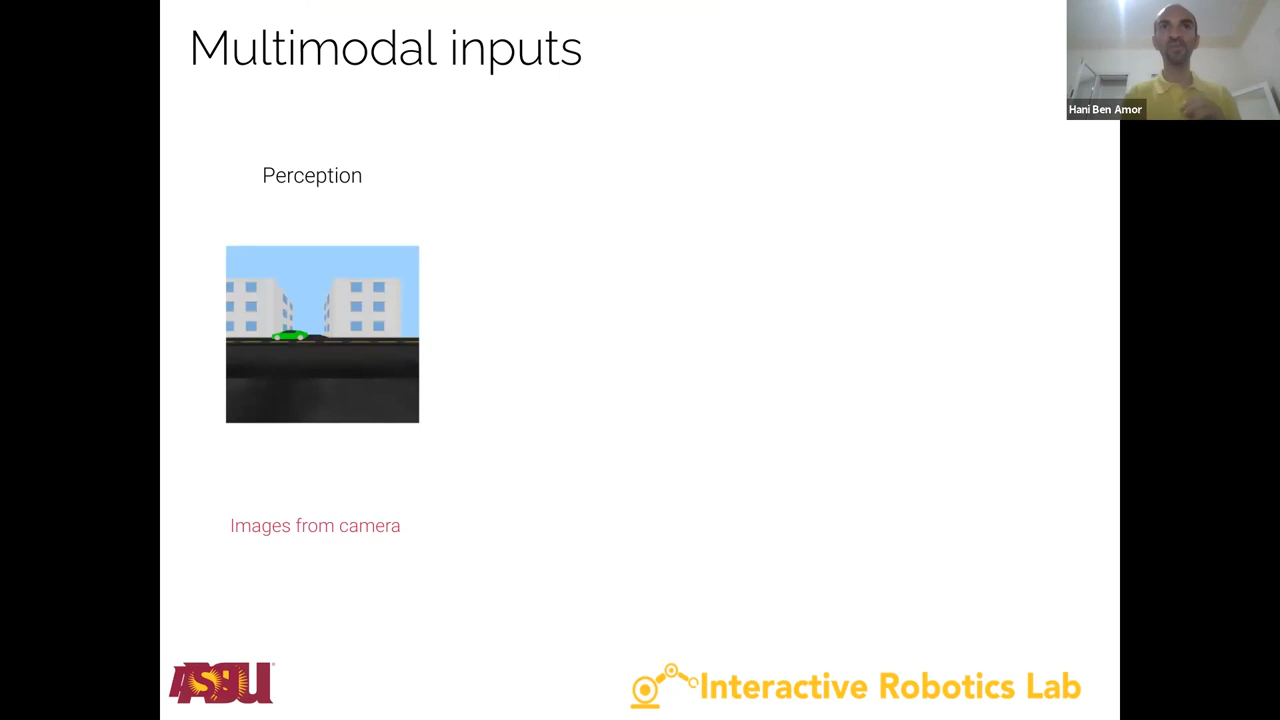 Multimodal inputs
Hani Ben Amor
Perception
Images from camera
ASU
Interactive Robotics Lab